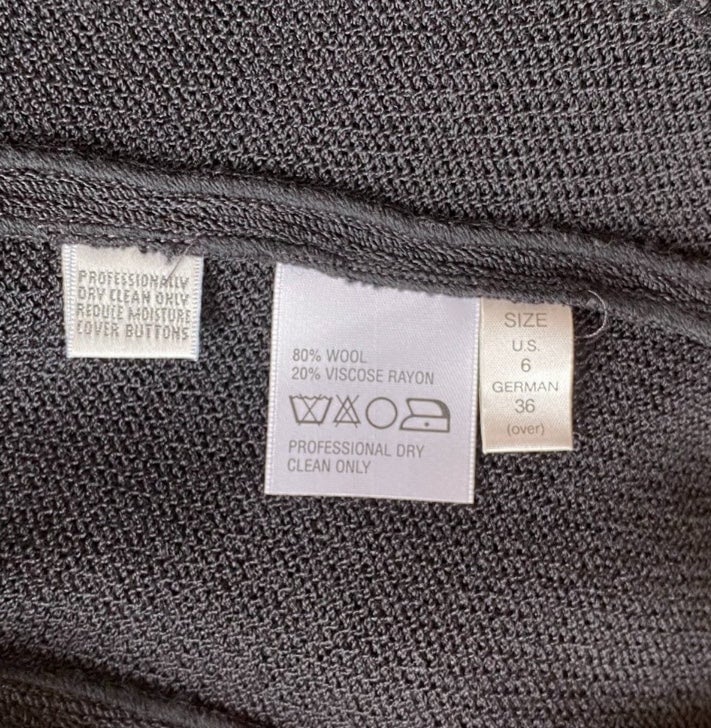 PROFESSIONALLY
DRY CLEAN ONLY
REDUCE MOISTURE
COVER BUTTONS
80% WOOL
20% VISCOSE RAYON
PROFESSIONAL DRY
CLEAN ONLY
SIZE
U.S.
6
GERMAN
36
(over)